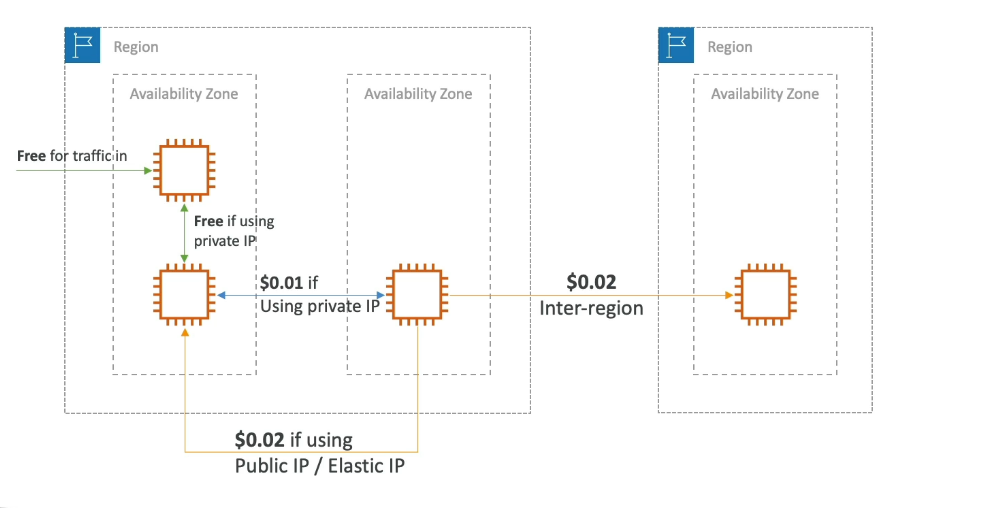 Region
Region
Availability Zone
Availability Zone
Availability Zone
Free for traffic in
Free if using
private IP
$0.01 if
Using private IP
$0.02
Inter-region
$0.02 if using
Public IP / Elastic IP